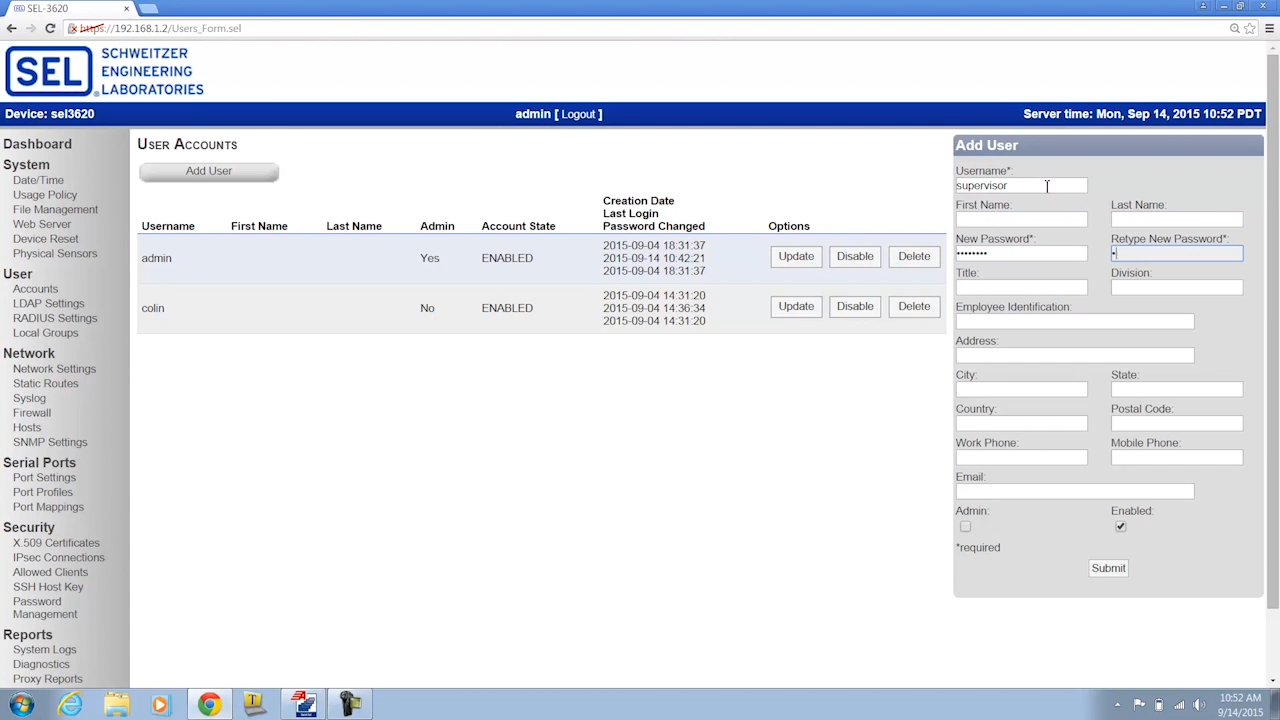 SEL-3620
https://192.168.1.2/Users_Form.sel
SEL
SCHWEITZER
ENGINEERING
LABORATORIES
Device: sel3620
admin [ Logout ]
Server time: Mon, Sep 14, 2015 10:52 PDT
Dashboard
System
Date/Time
Usage Policy
File Management
Web Server
Device Reset
Physical Sensors
User
Accounts
LDAP Settings
RADIUS Settings
Local Groups
Network
Network Settings
Static Routes
Syslog
Firewall
Hosts
SNMP Settings
Serial Ports
Port Settings
Port Profiles
Port Mappings
Security
X.509 Certificates
IPsec Connections
Allowed Clients
SSH Host Key
Password
Management
Reports
System Logs
Diagnostics
Proxy Reports
USER ACCOUNTS
Add User
Creation Date
Last Login
Username First Name Last Name Admin Account State Password Changed Options
2015-09-04 18:31:37
admin Yes ENABLED 2015-09-14 10:42:21 Update Disable Delete
2015-09-04 18:31:37
2015-09-04 14:31:20
colin No ENABLED 2015-09-04 14:36:34 Update Disable Delete
2015-09-04 14:31:20
Add User
Username*:
supervisor
First Name: Last Name:
New Password*: Retype New Password*:
•••••••• •
Title: Division:
Employee Identification:
Address:
City: State:
Country: Postal Code:
Work Phone: Mobile Phone:
Email:
Admin: Enabled:
*required
Submit
10:52 AM
9/14/2015